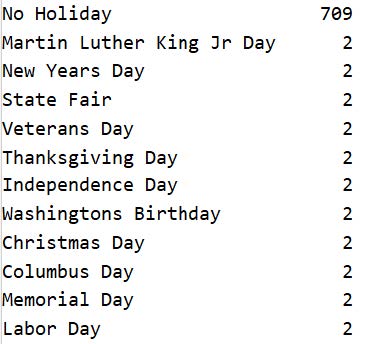 No Holiday 709
Martin Luther King Jr Day 2
New Years Day 2
State Fair 2
Veterans Day 2
Thanksgiving Day 2
Independence Day 2
Washingtons Birthday 2
Christmas Day 2
Columbus Day 2
Memorial Day 2
Labor Day 2